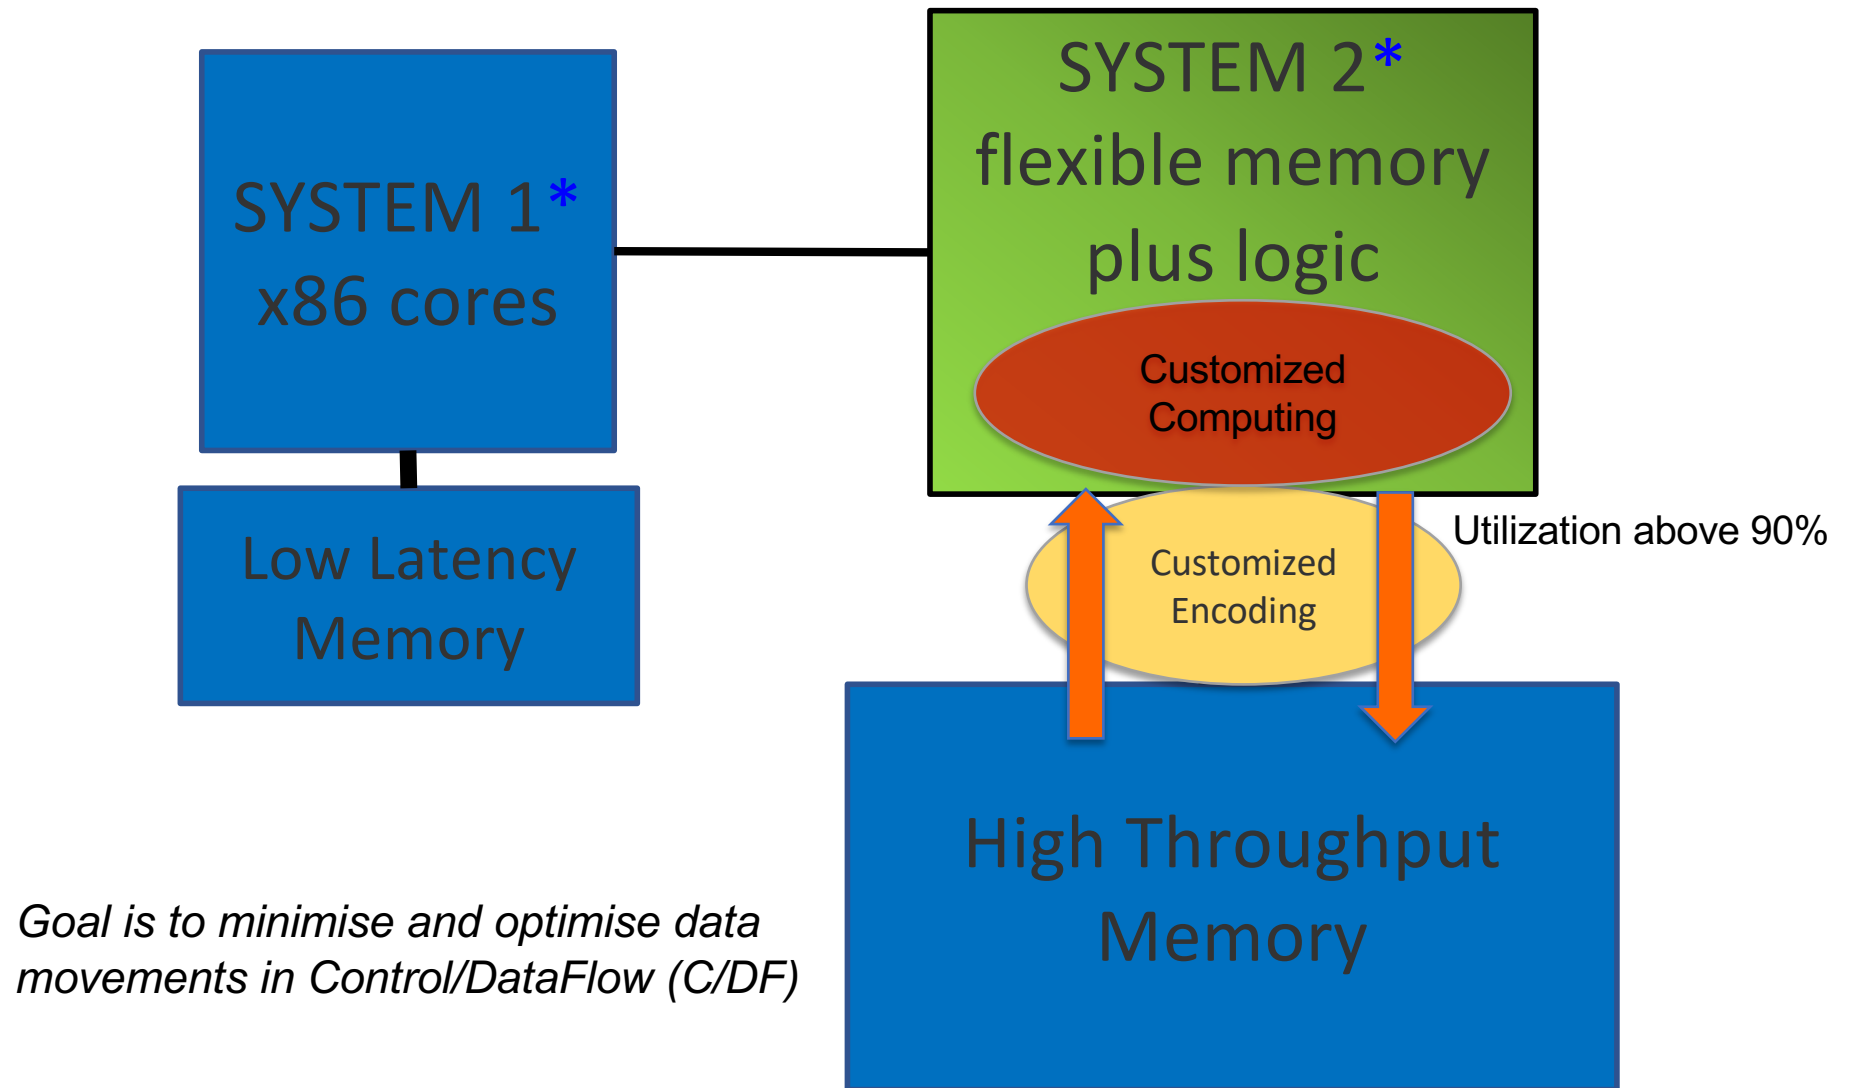 SYSTEM 1*
x86 cores
Low Latency
Memory
SYSTEM 2*
flexible memory
plus logic
Customized
Computing
Customized
Encoding
Utilization above 90%
High Throughput
Memory
Goal is to minimise and optimise data
movements in Control/DataFlow (C/DF)